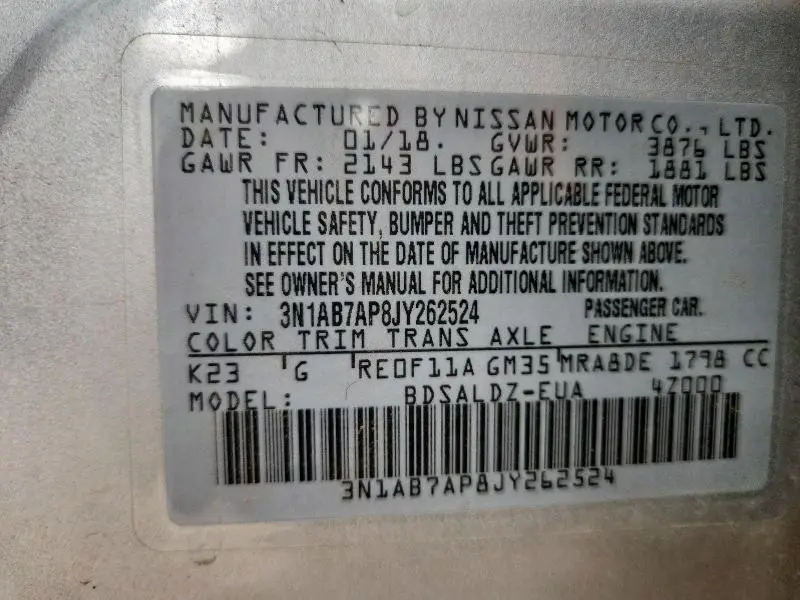 MANUFACTURED BY NISSAN MOTOR CO., LTD.
DATE: 01/18. GVWR: 3876 LBS
GAWR FR: 2143 LBS GAWR RR: 1881 LBS
THIS VEHICLE CONFORMS TO ALL APPLICABLE FEDERAL MOTOR
VEHICLE SAFETY, BUMPER AND THEFT PREVENTION STANDARDS
IN EFFECT ON THE DATE OF MANUFACTURE SHOWN ABOVE.
SEE OWNER'S MANUAL FOR ADDITIONAL INFORMATION.
VIN: 3N1AB7AP8JY262524 PASSENGER CAR.
COLOR TRIM TRANS AXLE ENGINE
K23 G RE0F11A GM35 MRA8DE 1798 CC
MODEL: BDSALDZ-EUA 4Z000
3N1AB7AP8JY262524